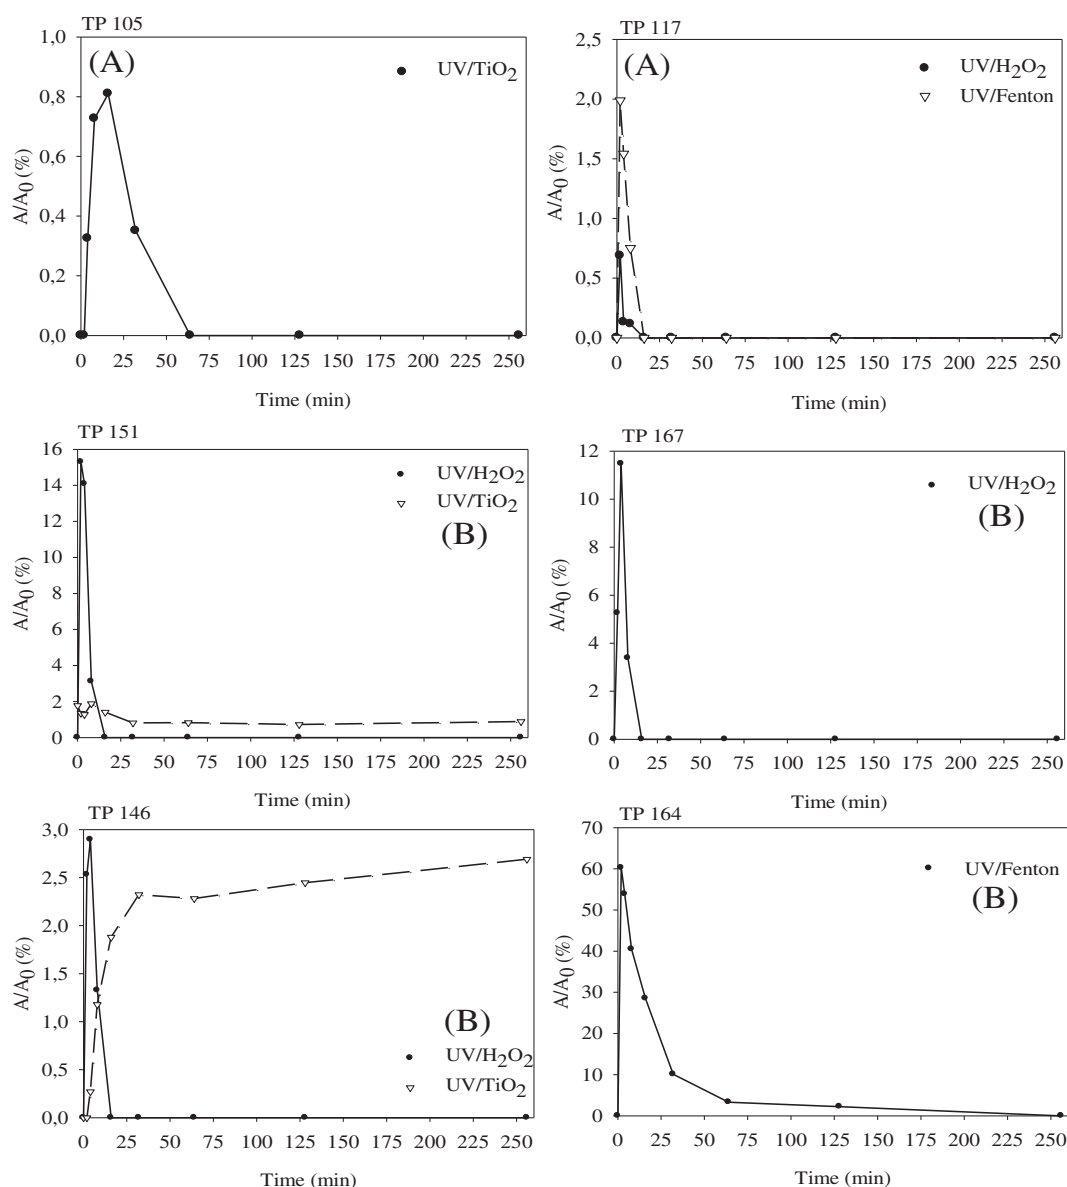 TP 105
(A)
UV/TiO2
1,0
0,8
0,6
0,4
0,2
0,0
A/A0 (%)
0 25 50 75 100 125 150 175 200 225 250
Time (min)
TP 117
(A)
UV/H2O2
UV/Fenton
2,5
2,0
1,5
1,0
0,5
0,0
A/A0 (%)
0 25 50 75 100 125 150 175 200 225 250
Time (min)
TP 151
UV/H2O2
UV/TiO2
(B)
16
14
12
10
8
6
4
2
0
A/A0 (%)
0 25 50 75 100 125 150 175 200 225 250
Time (min)
TP 167
UV/H2O2
(B)
12
10
8
6
4
2
0
A/A0 (%)
0 25 50 75 100 125 150 175 200 225 250
Time (min)
TP 146
3,0
2,5
2,0
1,5
1,0
0,5
0,0
A/A0 (%)
(B)
UV/H2O2
UV/TiO2
0 25 50 75 100 125 150 175 200 225 250
Time (min)
TP 164
UV/Fenton
(B)
70
60
50
40
30
20
10
0
A/A0 (%)
0 25 50 75 100 125 150 175 200 225 250
Time (min)